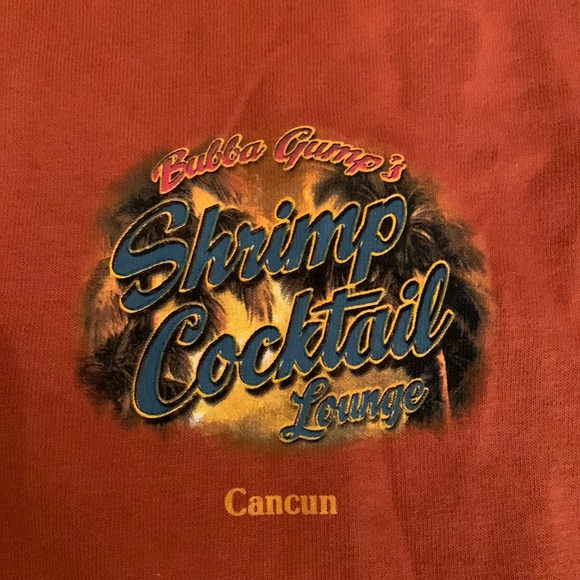 Bubba Gump's
Shrimp
Cocktail
Lounge
Cancun